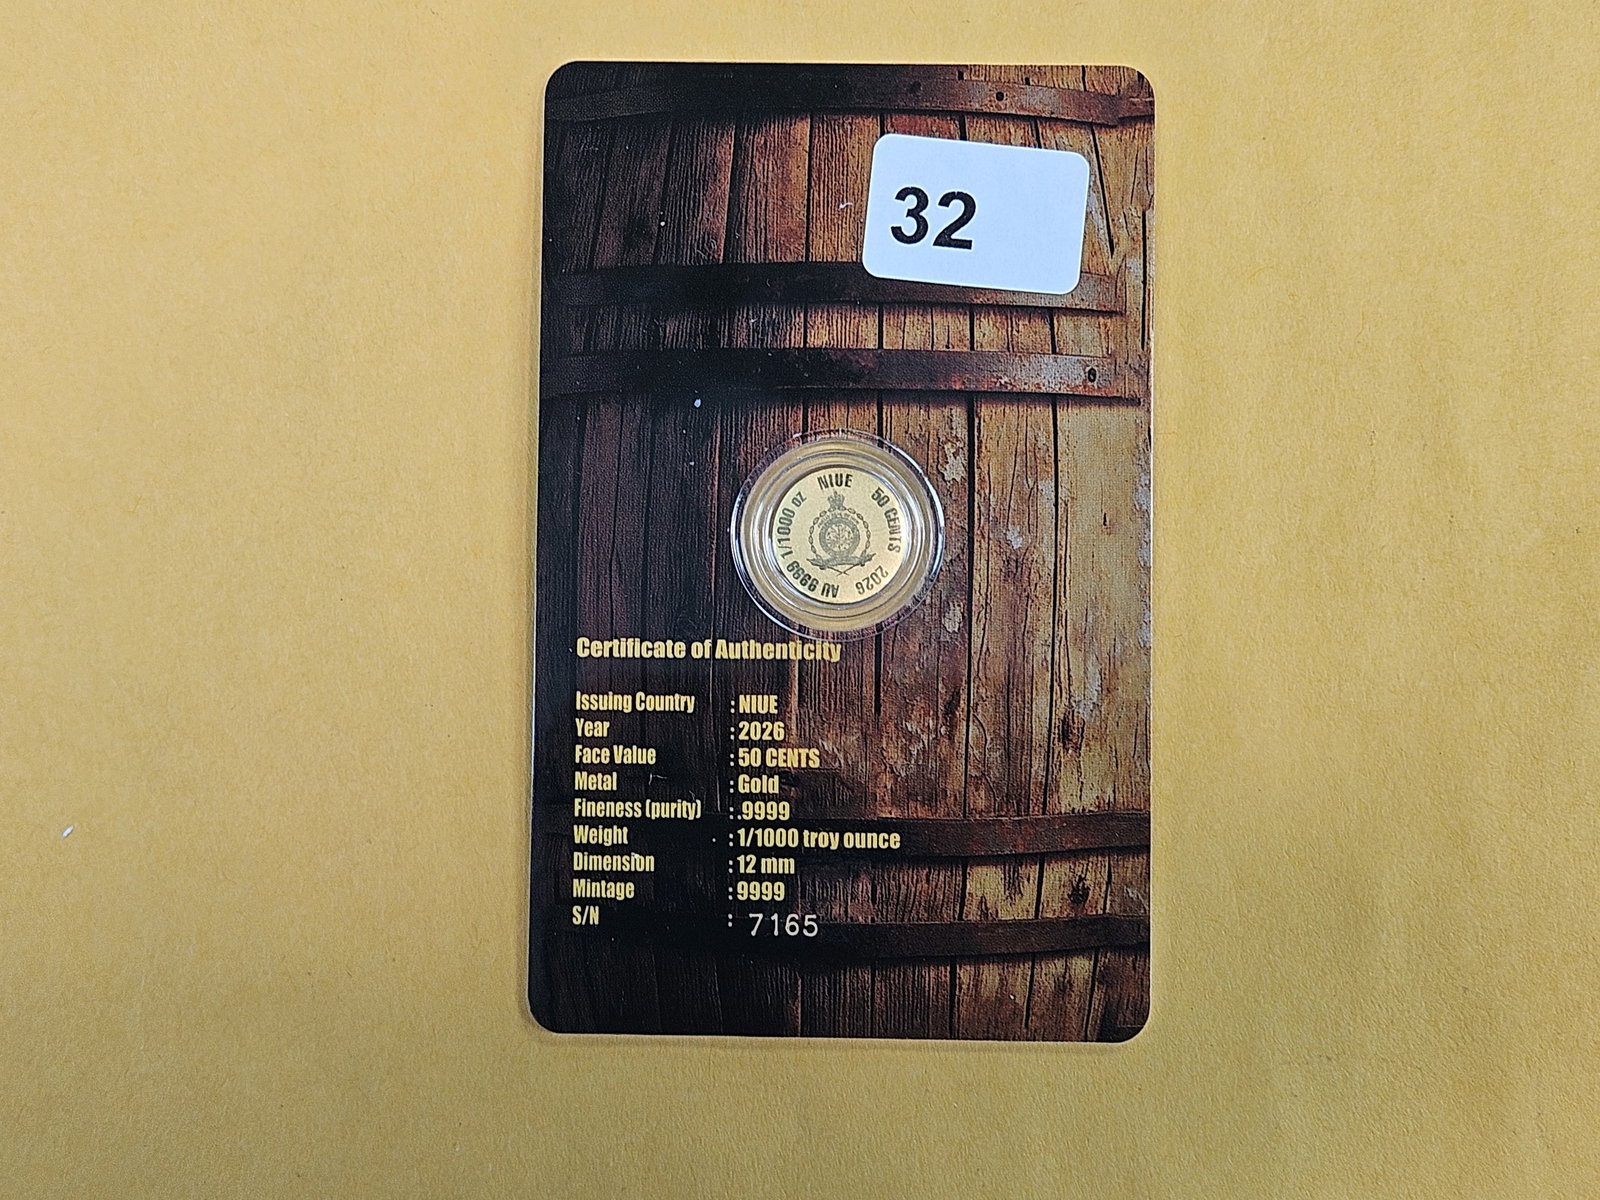 32
NIUE 50 CENTS 2026 AU 9999 1/1000 oz
Certificate of Authenticity
Issuing Country : NIUE
Year : 2026
Face Value : 50 CENTS
Metal : Gold
Fineness (purity) : .9999
Weight : 1/1000 troy ounce
Dimension : 12 mm
Mintage : 9999
S/N : 7165